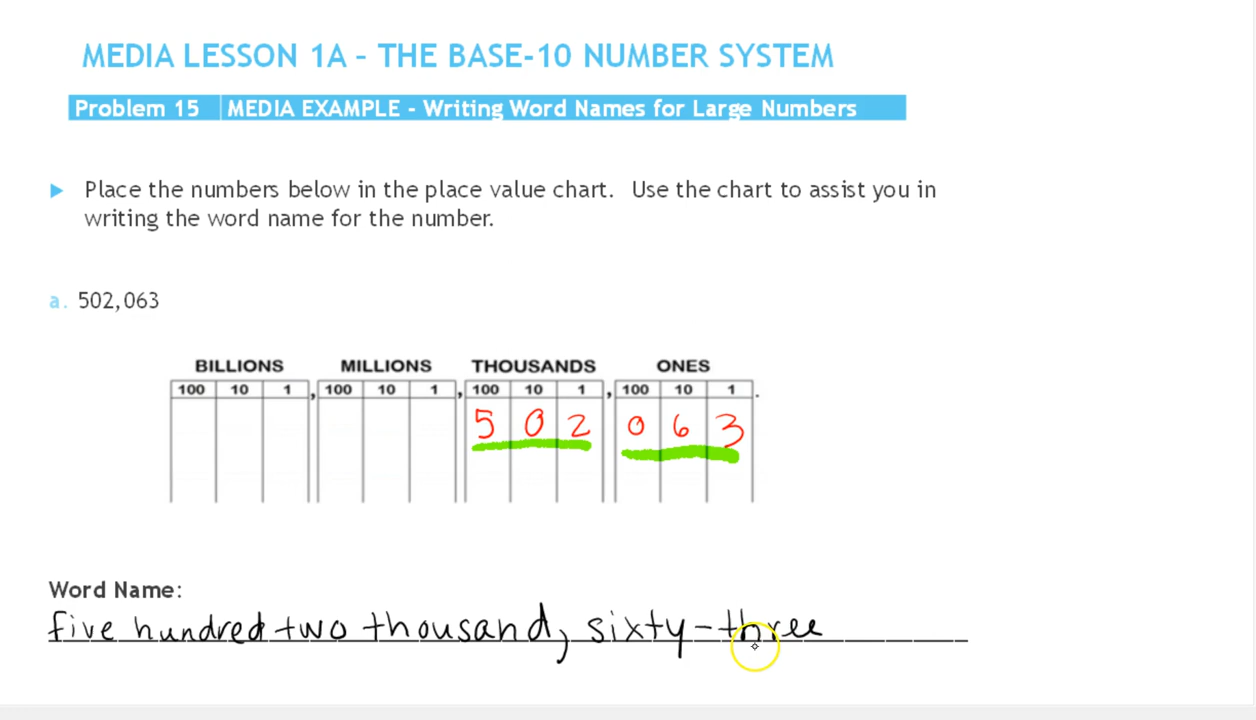 MEDIA LESSON 1A – THE BASE-10 NUMBER SYSTEM
Problem 15 MEDIA EXAMPLE - Writing Word Names for Large Numbers
Place the numbers below in the place value chart. Use the chart to assist you in
writing the word name for the number.
a. 502,063
BILLIONS MILLIONS THOUSANDS ONES
100 10 1 , 100 10 1 , 100 10 1 , 100 10 1 .
5 0 2 0 6 3
Word Name:
five hundred two thousand, sixty-three